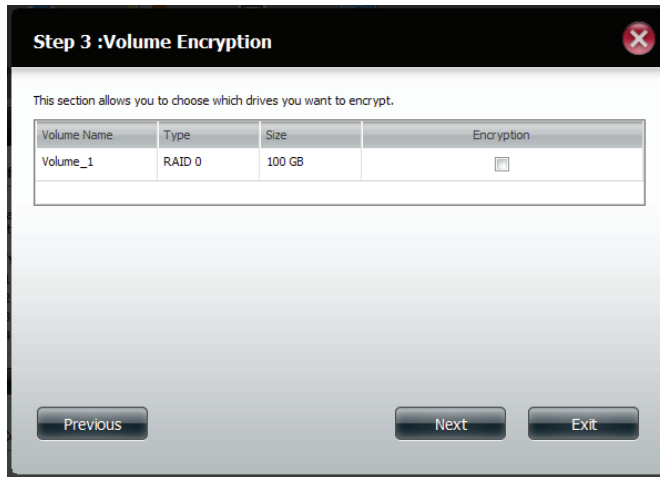 Step 3 :Volume Encryption
This section allows you to choose which drives you want to encrypt.
Volume Name Type Size Encryption
Volume_1 RAID 0 100 GB
Previous Next Exit